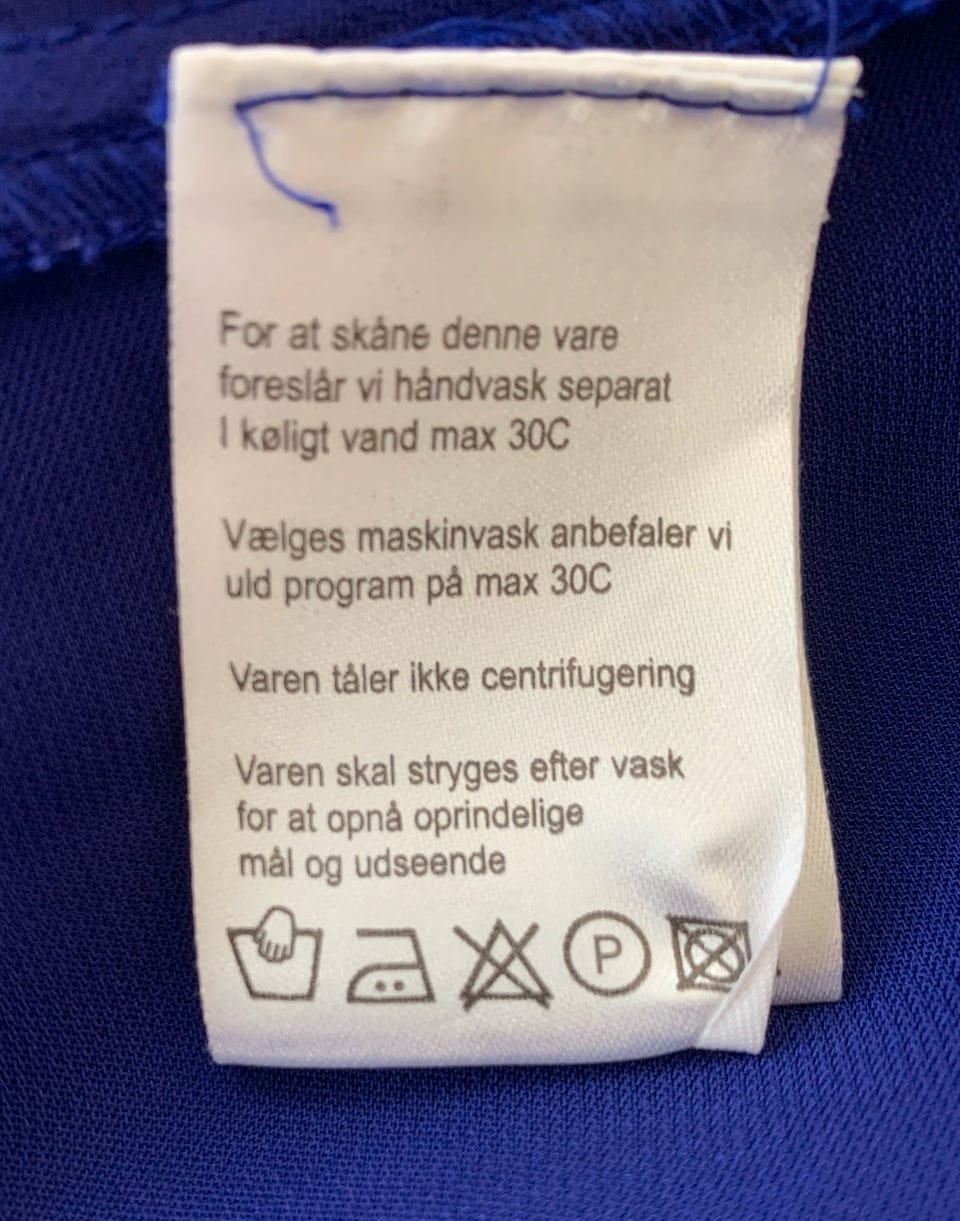 For at skåne denne vare
foreslår vi håndvask separat
I køligt vand max 30C
Vælges maskinvask anbefaler vi
uld program på max 30C
Varen tåler ikke centrifugering
Varen skal stryges efter vask
for at opnå oprindelige
mål og udseende
P